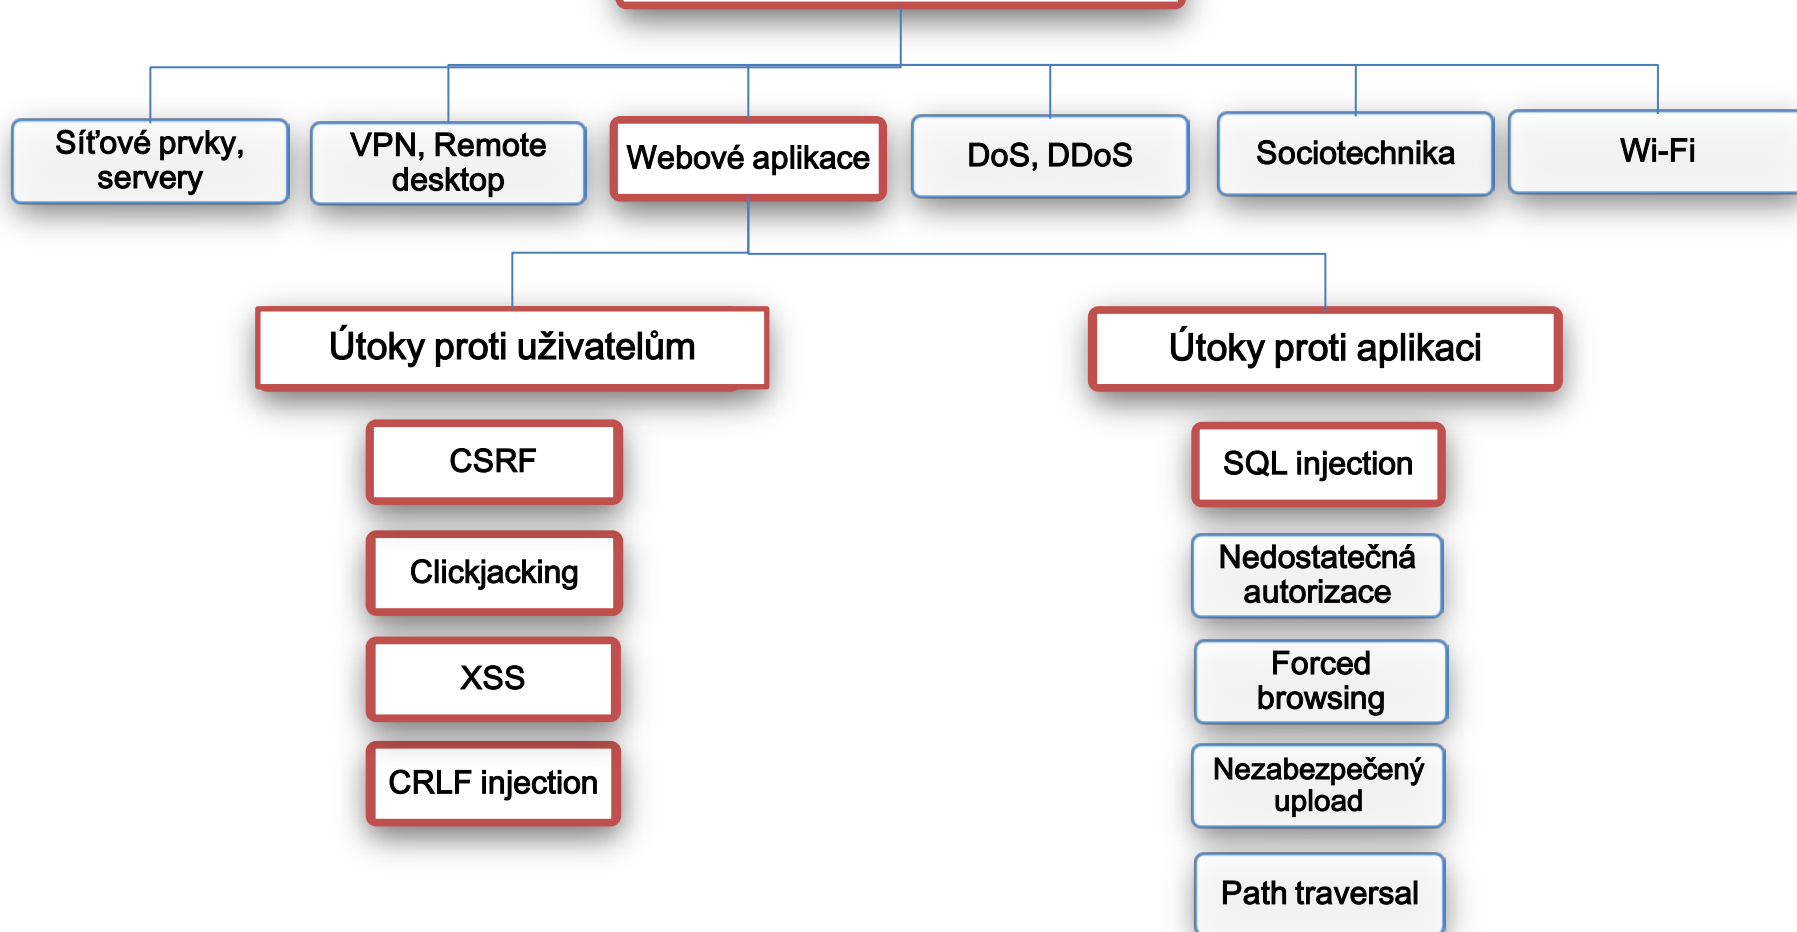 Síťové prvky,
servery
VPN, Remote
desktop
Webové aplikace
DoS, DDoS
Sociotechnika
Wi-Fi
Útoky proti uživatelům
Útoky proti aplikaci
CSRF
Clickjacking
XSS
CRLF injection
SQL injection
Nedostatečná
autorizace
Forced
browsing
Nezabezpečený
upload
Path traversal